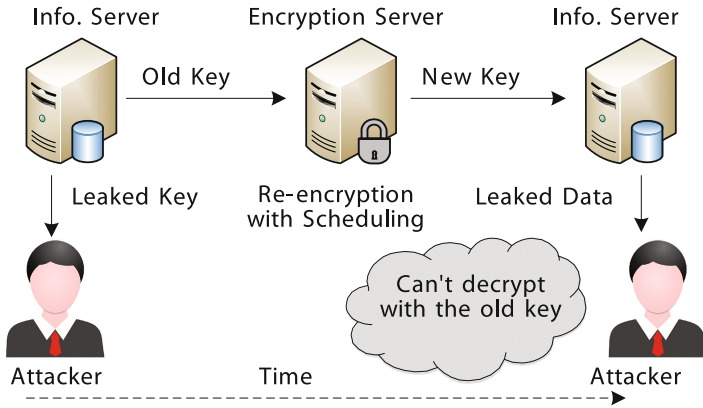 Info. Server
Encryption Server
Info. Server
Old Key
New Key
Leaked Key
Re-encryption
with Scheduling
Leaked Data
Can't decrypt
with the old key
Attacker
Time
Attacker